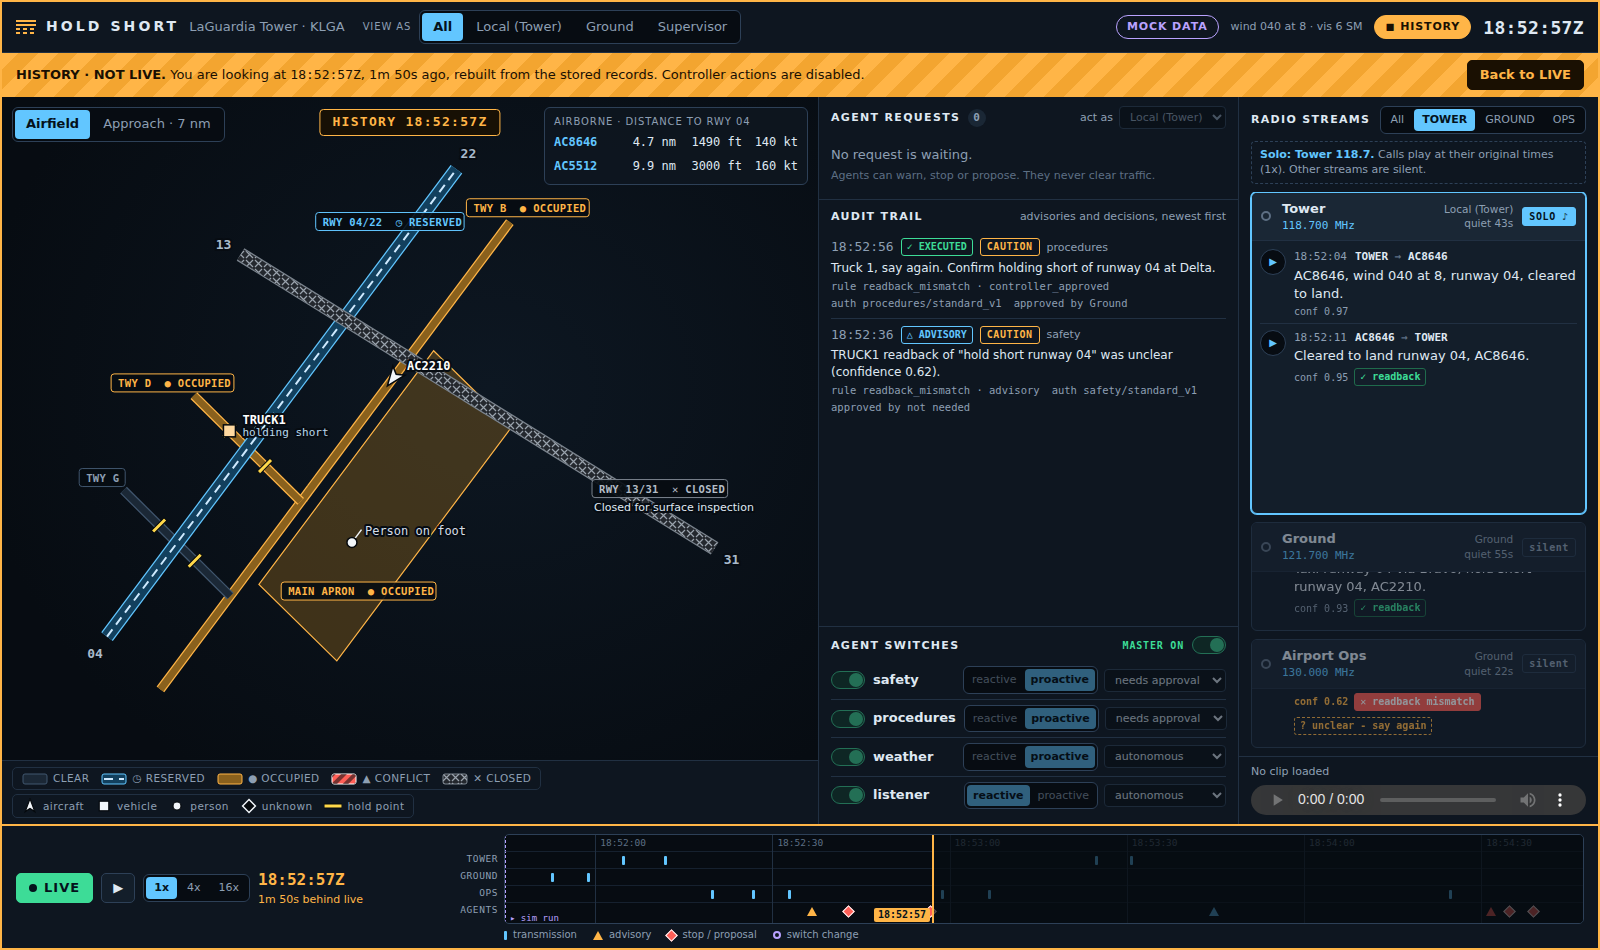 HOLD SHORT LaGuardia Tower · KLGA VIEW AS All Local (Tower) Ground Supervisor MOCK DATA wind 040 at 8 · vis 6 SM ■ HISTORY 18:52:57Z
HISTORY · NOT LIVE. You are looking at 18:52:57Z, 1m 50s ago, rebuilt from the stored records. Controller actions are disabled. Back to LIVE
Airfield Approach · 7 nm
HISTORY 18:52:57Z
AIRBORNE · DISTANCE TO RWY 04
AC8646 4.7 nm 1490 ft 140 kt
AC5512 9.9 nm 3000 ft 160 kt
22
TWY B ● OCCUPIED
RWY 04/22 ◷ RESERVED
13
AC2210
TWY D ● OCCUPIED
TRUCK1
holding short
TWY G
RWY 13/31 ✕ CLOSED
Closed for surface inspection
Person on foot
31
MAIN APRON ● OCCUPIED
04
CLEAR ◷ RESERVED ● OCCUPIED ▲ CONFLICT ✕ CLOSED
aircraft vehicle person unknown hold point
AGENT REQUESTS 0 act as Local (Tower)
No request is waiting.
Agents can warn, stop or propose. They never clear traffic.
AUDIT TRAIL advisories and decisions, newest first
18:52:56 ✓ EXECUTED CAUTION procedures
Truck 1, say again. Confirm holding short of runway 04 at Delta.
rule readback_mismatch · controller_approved
auth procedures/standard_v1 approved by Ground
18:52:36 △ ADVISORY CAUTION safety
TRUCK1 readback of "hold short runway 04" was unclear
(confidence 0.62).
rule readback_mismatch · advisory auth safety/standard_v1
approved by not needed
AGENT SWITCHES MASTER ON
safety reactive proactive needs approval
procedures reactive proactive needs approval
weather reactive proactive autonomous
listener reactive proactive autonomous
RADIO STREAMS All TOWER GROUND OPS
Solo: Tower 118.7. Calls play at their original times
(1x). Other streams are silent.
Tower Local (Tower) SOLO ♪
118.700 MHz quiet 43s
18:52:04 TOWER → AC8646
AC8646, wind 040 at 8, runway 04, cleared
to land.
conf 0.97
18:52:11 AC8646 → TOWER
Cleared to land runway 04, AC8646.
conf 0.95 ✓ readback
Ground Ground silent
121.700 MHz quiet 55s
runway 04, AC2210.
conf 0.93 ✓ readback
Airport Ops Ground silent
130.000 MHz quiet 22s
conf 0.62 ✕ readback mismatch
? unclear - say again
No clip loaded
0:00 / 0:00
● LIVE ▶ 1x 4x 16x 18:52:57Z
1m 50s behind live
18:52:00 18:52:30 18:53:00 18:53:30 18:54:00 18:54:30
TOWER
GROUND
OPS
AGENTS
▸ sim run
18:52:57
transmission advisory stop / proposal switch change